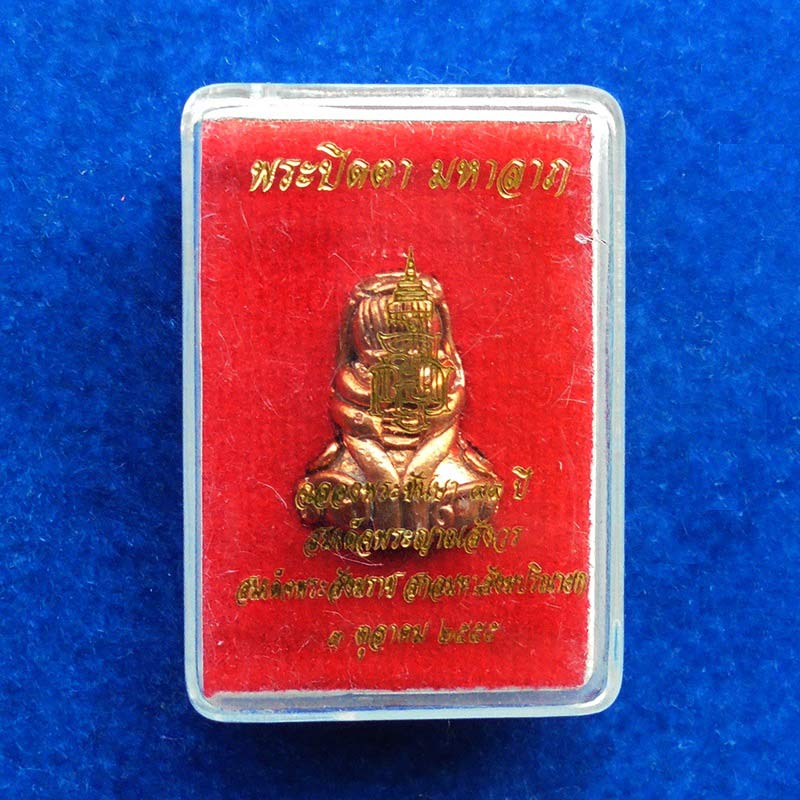 พระปิดตา มหาลาภ
ฉลองพระชันษา ๙๙ ปี
สมเด็จพระญาณสังวร
สมเด็จพระสังฆราช สกลมหาสังฆปริณายก
๓ ตุลาคม ๒๕๕๕